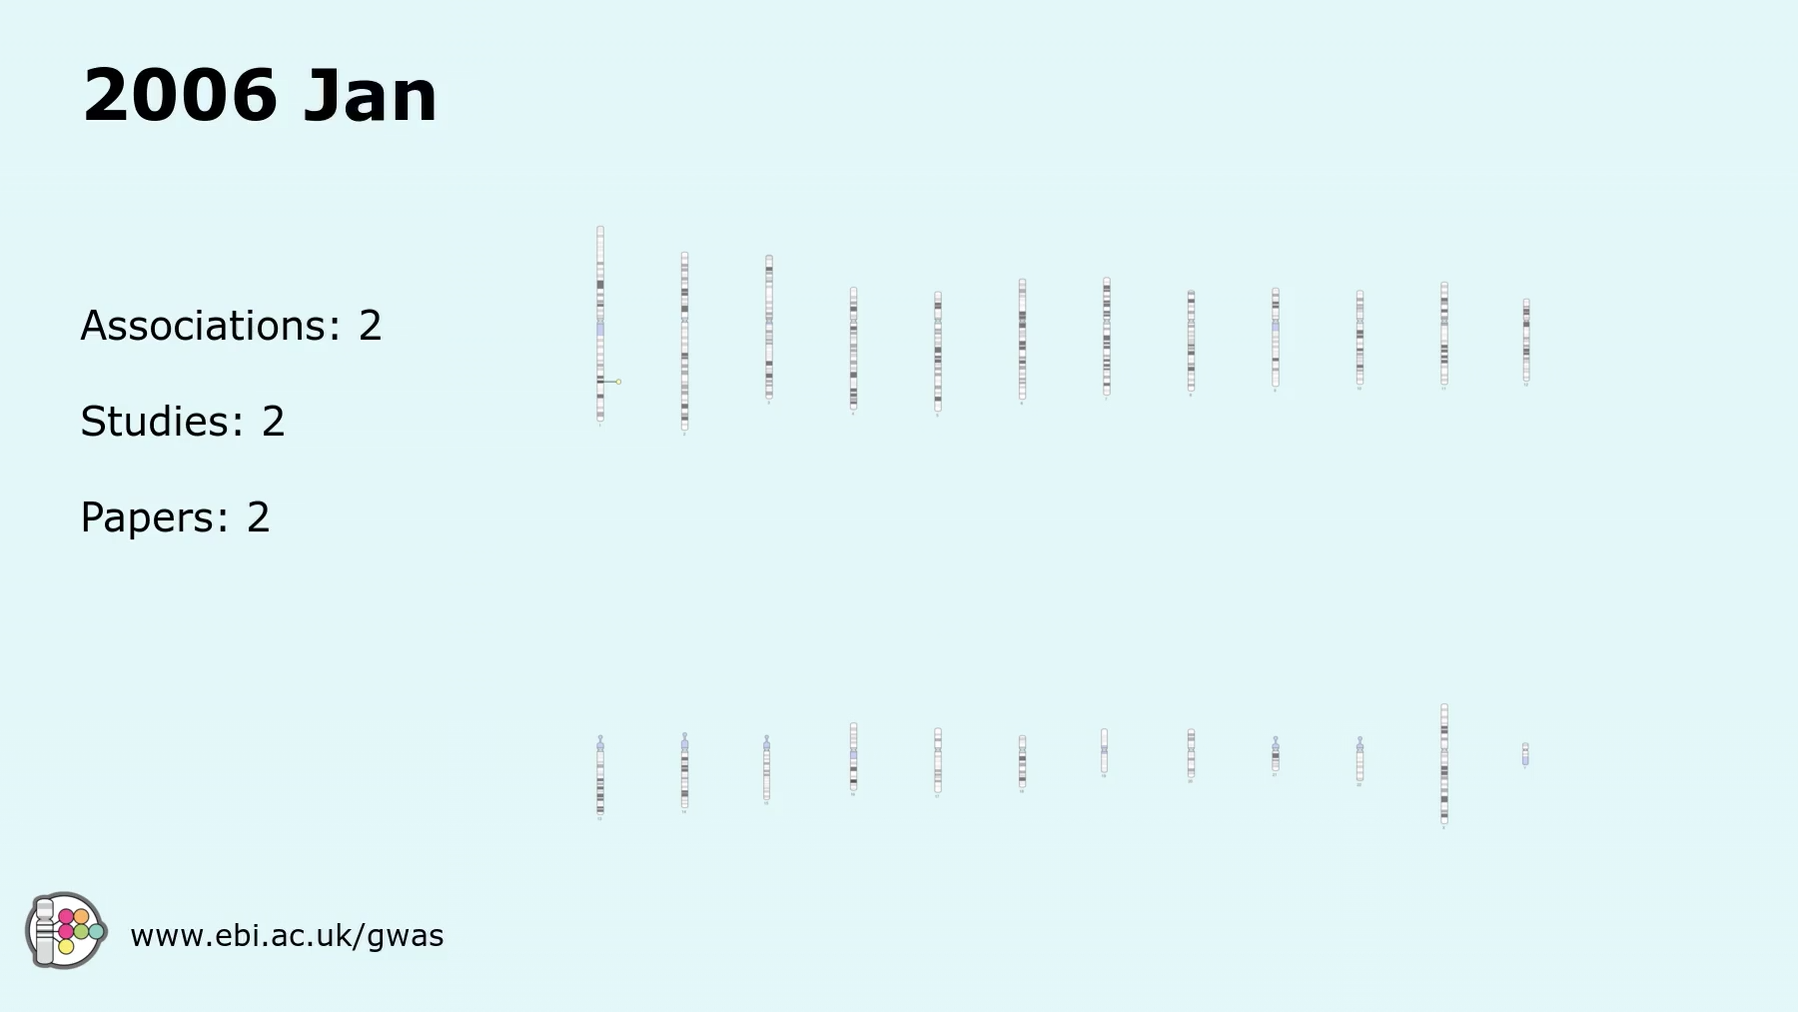 2006 Jan
Associations: 2
Studies: 2
Papers: 2
www.ebi.ac.uk/gwas